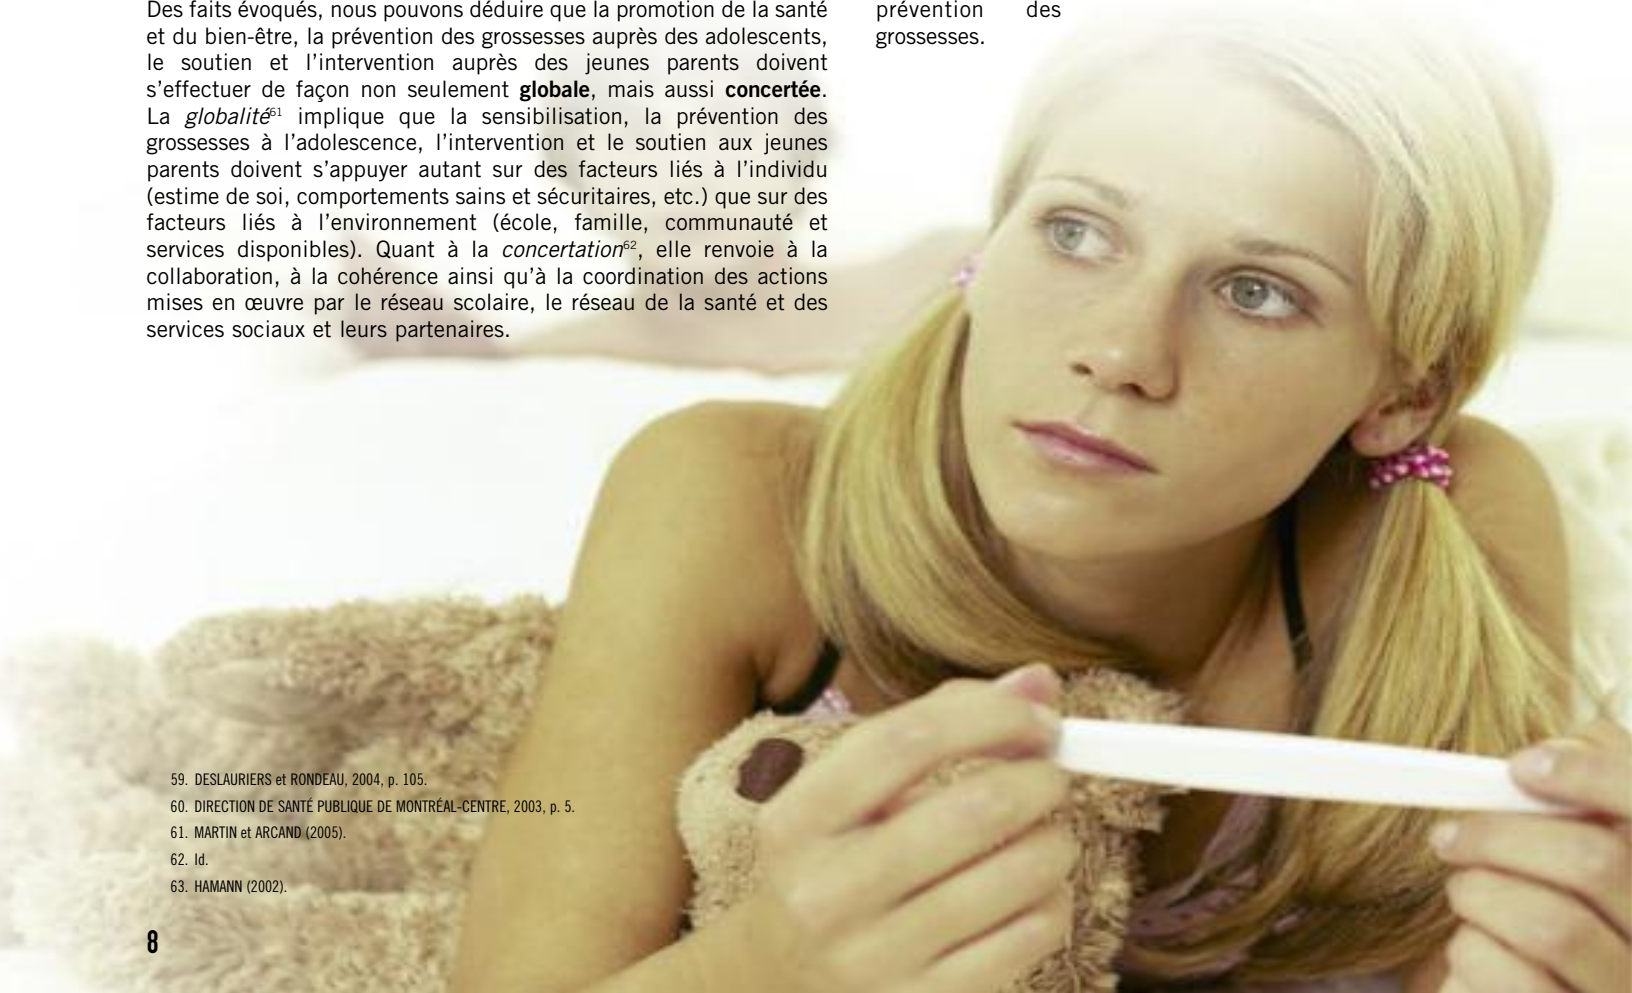 Des faits évoqués, nous pouvons déduire que la promotion de la santé
et du bien-être, la prévention des grossesses auprès des adolescents,
le soutien et l’intervention auprès des jeunes parents doivent
s’effectuer de façon non seulement globale, mais aussi concertée.
La globalité61 implique que la sensibilisation, la prévention des
grossesses à l’adolescence, l’intervention et le soutien aux jeunes
parents doivent s’appuyer autant sur des facteurs liés à l’individu
(estime de soi, comportements sains et sécuritaires, etc.) que sur des
facteurs liés à l’environnement (école, famille, communauté et
services disponibles). Quant à la concertation62, elle renvoie à la
collaboration, à la cohérence ainsi qu’à la coordination des actions
mises en œuvre par le réseau scolaire, le réseau de la santé et des
services sociaux et leurs partenaires.
prévention des
grossesses.
59. DESLAURIERS et RONDEAU, 2004, p. 105.
60. DIRECTION DE SANTÉ PUBLIQUE DE MONTRÉAL-CENTRE, 2003, p. 5.
61. MARTIN et ARCAND (2005).
62. Id.
63. HAMANN (2002).
8